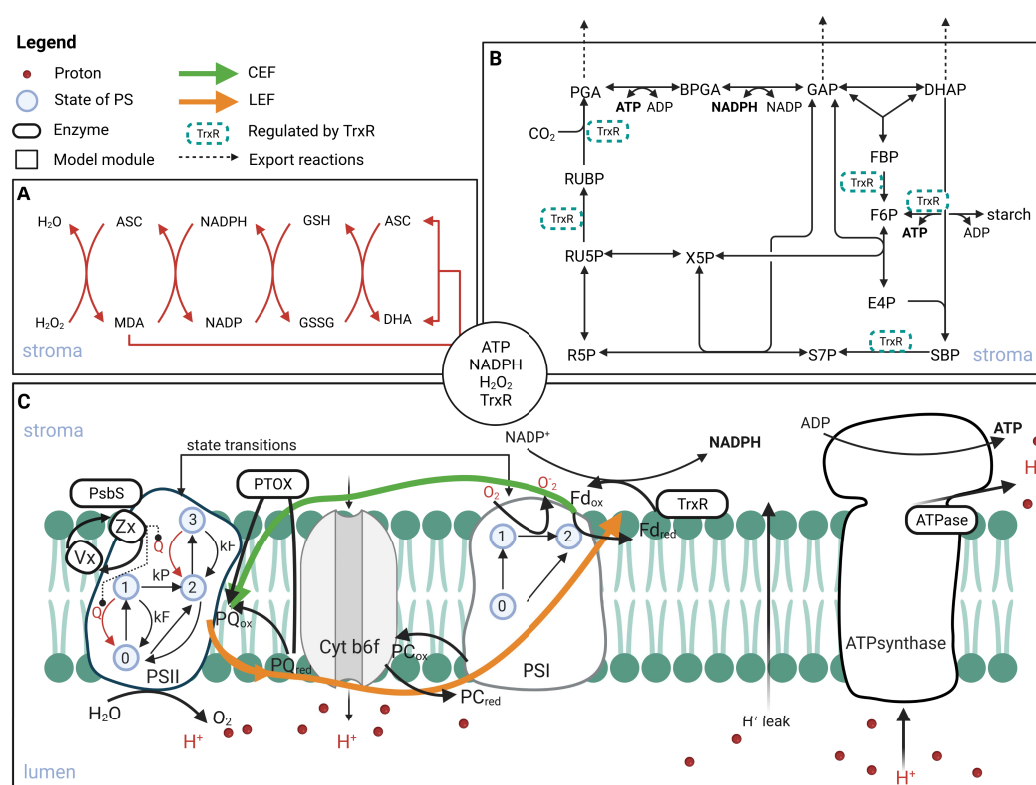 Legend
Proton
CEF
State of PS
LEF
Enzyme
TrxR
Regulated by TrxR
Model module
Export reactions
A
H₂O
ASC
NADPH
GSH
ASC
H₂O₂
MDA
NADP
GSSG
DHA
stroma
B
PGA
BPGA
GAP
DHAP
ATP
ADP
NADPH
NADP
CO₂
TrxR
FBP
RUBP
TrxR
TrxR
TrxR
F6P
starch
ATP
ADP
RU5P
X5P
E4P
TrxR
R5P
S7P
SBP
stroma
ATP
NADPH
H₂O₂
TrxR
C
stroma
state transitions
NADP⁺
NADPH
ADP
ATP
H
PsbS
PTOX
O₂
O⁻₂
Fdox
TrxR
Zx
3
Q
kH
Vx
1
2
Fdred
ATPase
kP
1
2
Q
kF
0
PQox
0
Cyt b6f
PCox
ATPsynthase
PSII
PQred
PSI
PCred
H₂O
O₂
H⁺ leak
H⁺
H⁺
H⁺
lumen